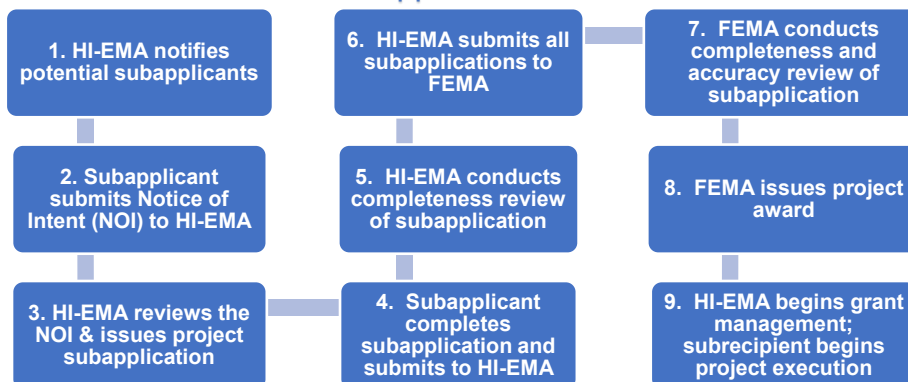 1. HI-EMA notifies
potential subapplicants
2. Subapplicant
submits Notice of
Intent (NOI) to HI-EMA
3. HI-EMA reviews the
NOI & issues project
subapplication
4. Subapplicant
completes
subapplication and
submits to HI-EMA
5. HI-EMA conducts
completeness review
of subapplication
6. HI-EMA submits all
subapplications to
FEMA
7. FEMA conducts
completeness and
accuracy review of
subapplication
8. FEMA issues project
award
9. HI-EMA begins grant
management;
subrecipient begins
project execution